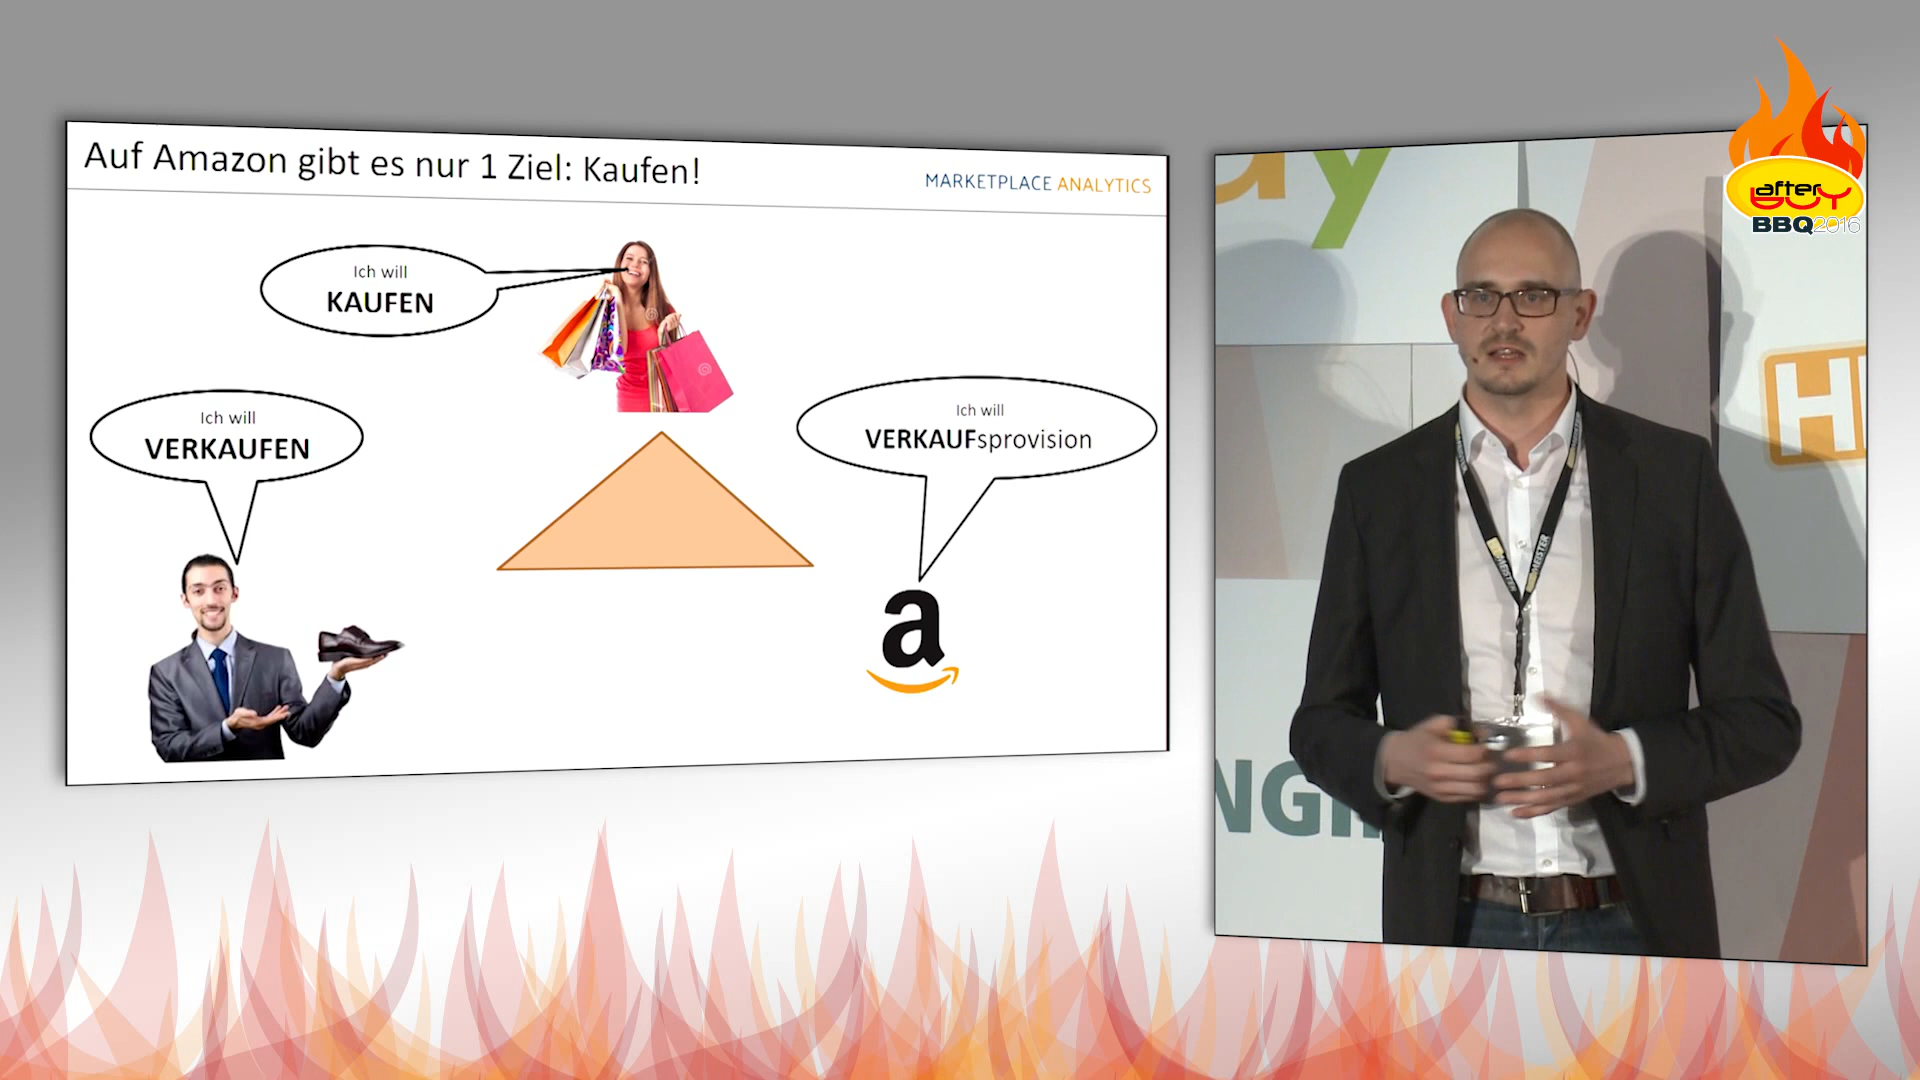 Auf Amazon gibt es nur 1 Ziel: Kaufen!
MARKETPLACE ANALYTICS
Ich will
KAUFEN
Ich will
VERKAUFEN
Ich will
VERKAUFsprovision
a
after
BUY
BBQ2016